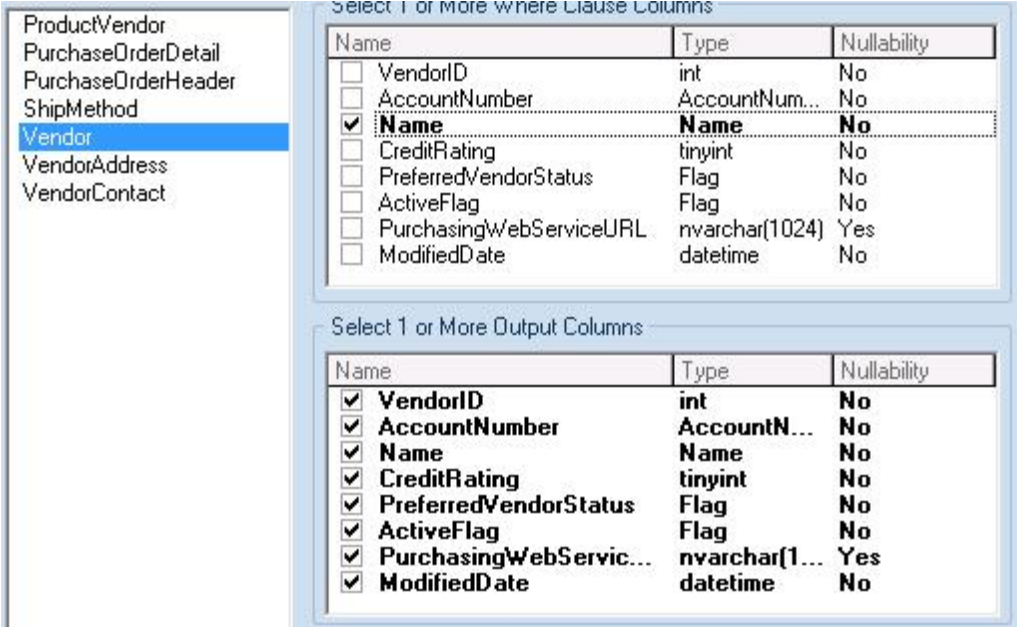 ProductVendor
PurchaseOrderDetail
PurchaseOrderHeader
ShipMethod
Vendor
VendorAddress
VendorContact
Select 1 or More Where Clause Columns
Name Type Nullability
VendorID int No
AccountNumber AccountNum... No
Name Name No
CreditRating tinyint No
PreferredVendorStatus Flag No
ActiveFlag Flag No
PurchasingWebServiceURL nvarchar(1024) Yes
ModifiedDate datetime No
Select 1 or More Output Columns
Name Type Nullability
VendorID int No
AccountNumber AccountN... No
Name Name No
CreditRating tinyint No
PreferredVendorStatus Flag No
ActiveFlag Flag No
PurchasingWebServic... nvarchar(1... Yes
ModifiedDate datetime No